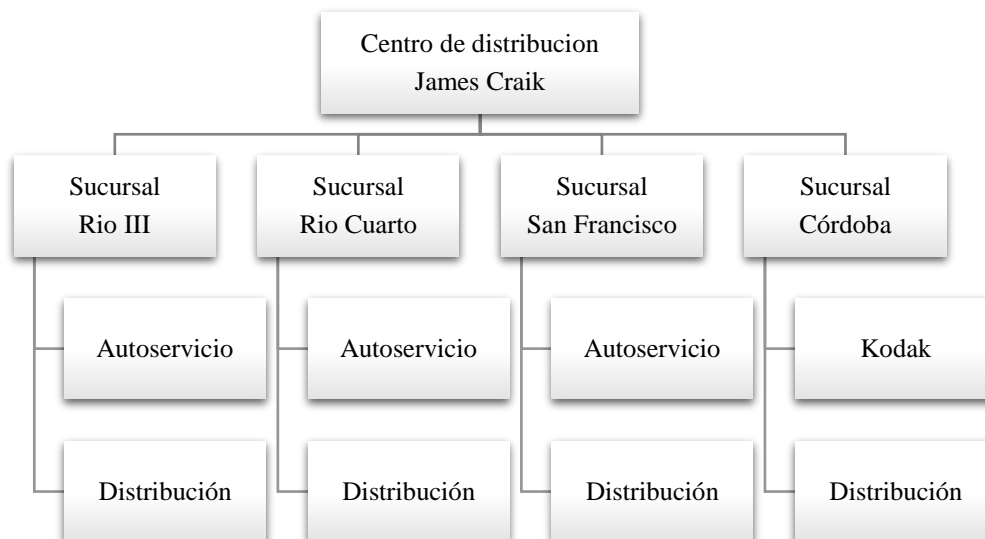 Centro de distribucion
James Craik
Sucursal
Rio III
Sucursal
Rio Cuarto
Sucursal
San Francisco
Sucursal
Córdoba
Autoservicio
Autoservicio
Autoservicio
Kodak
Distribución
Distribución
Distribución
Distribución